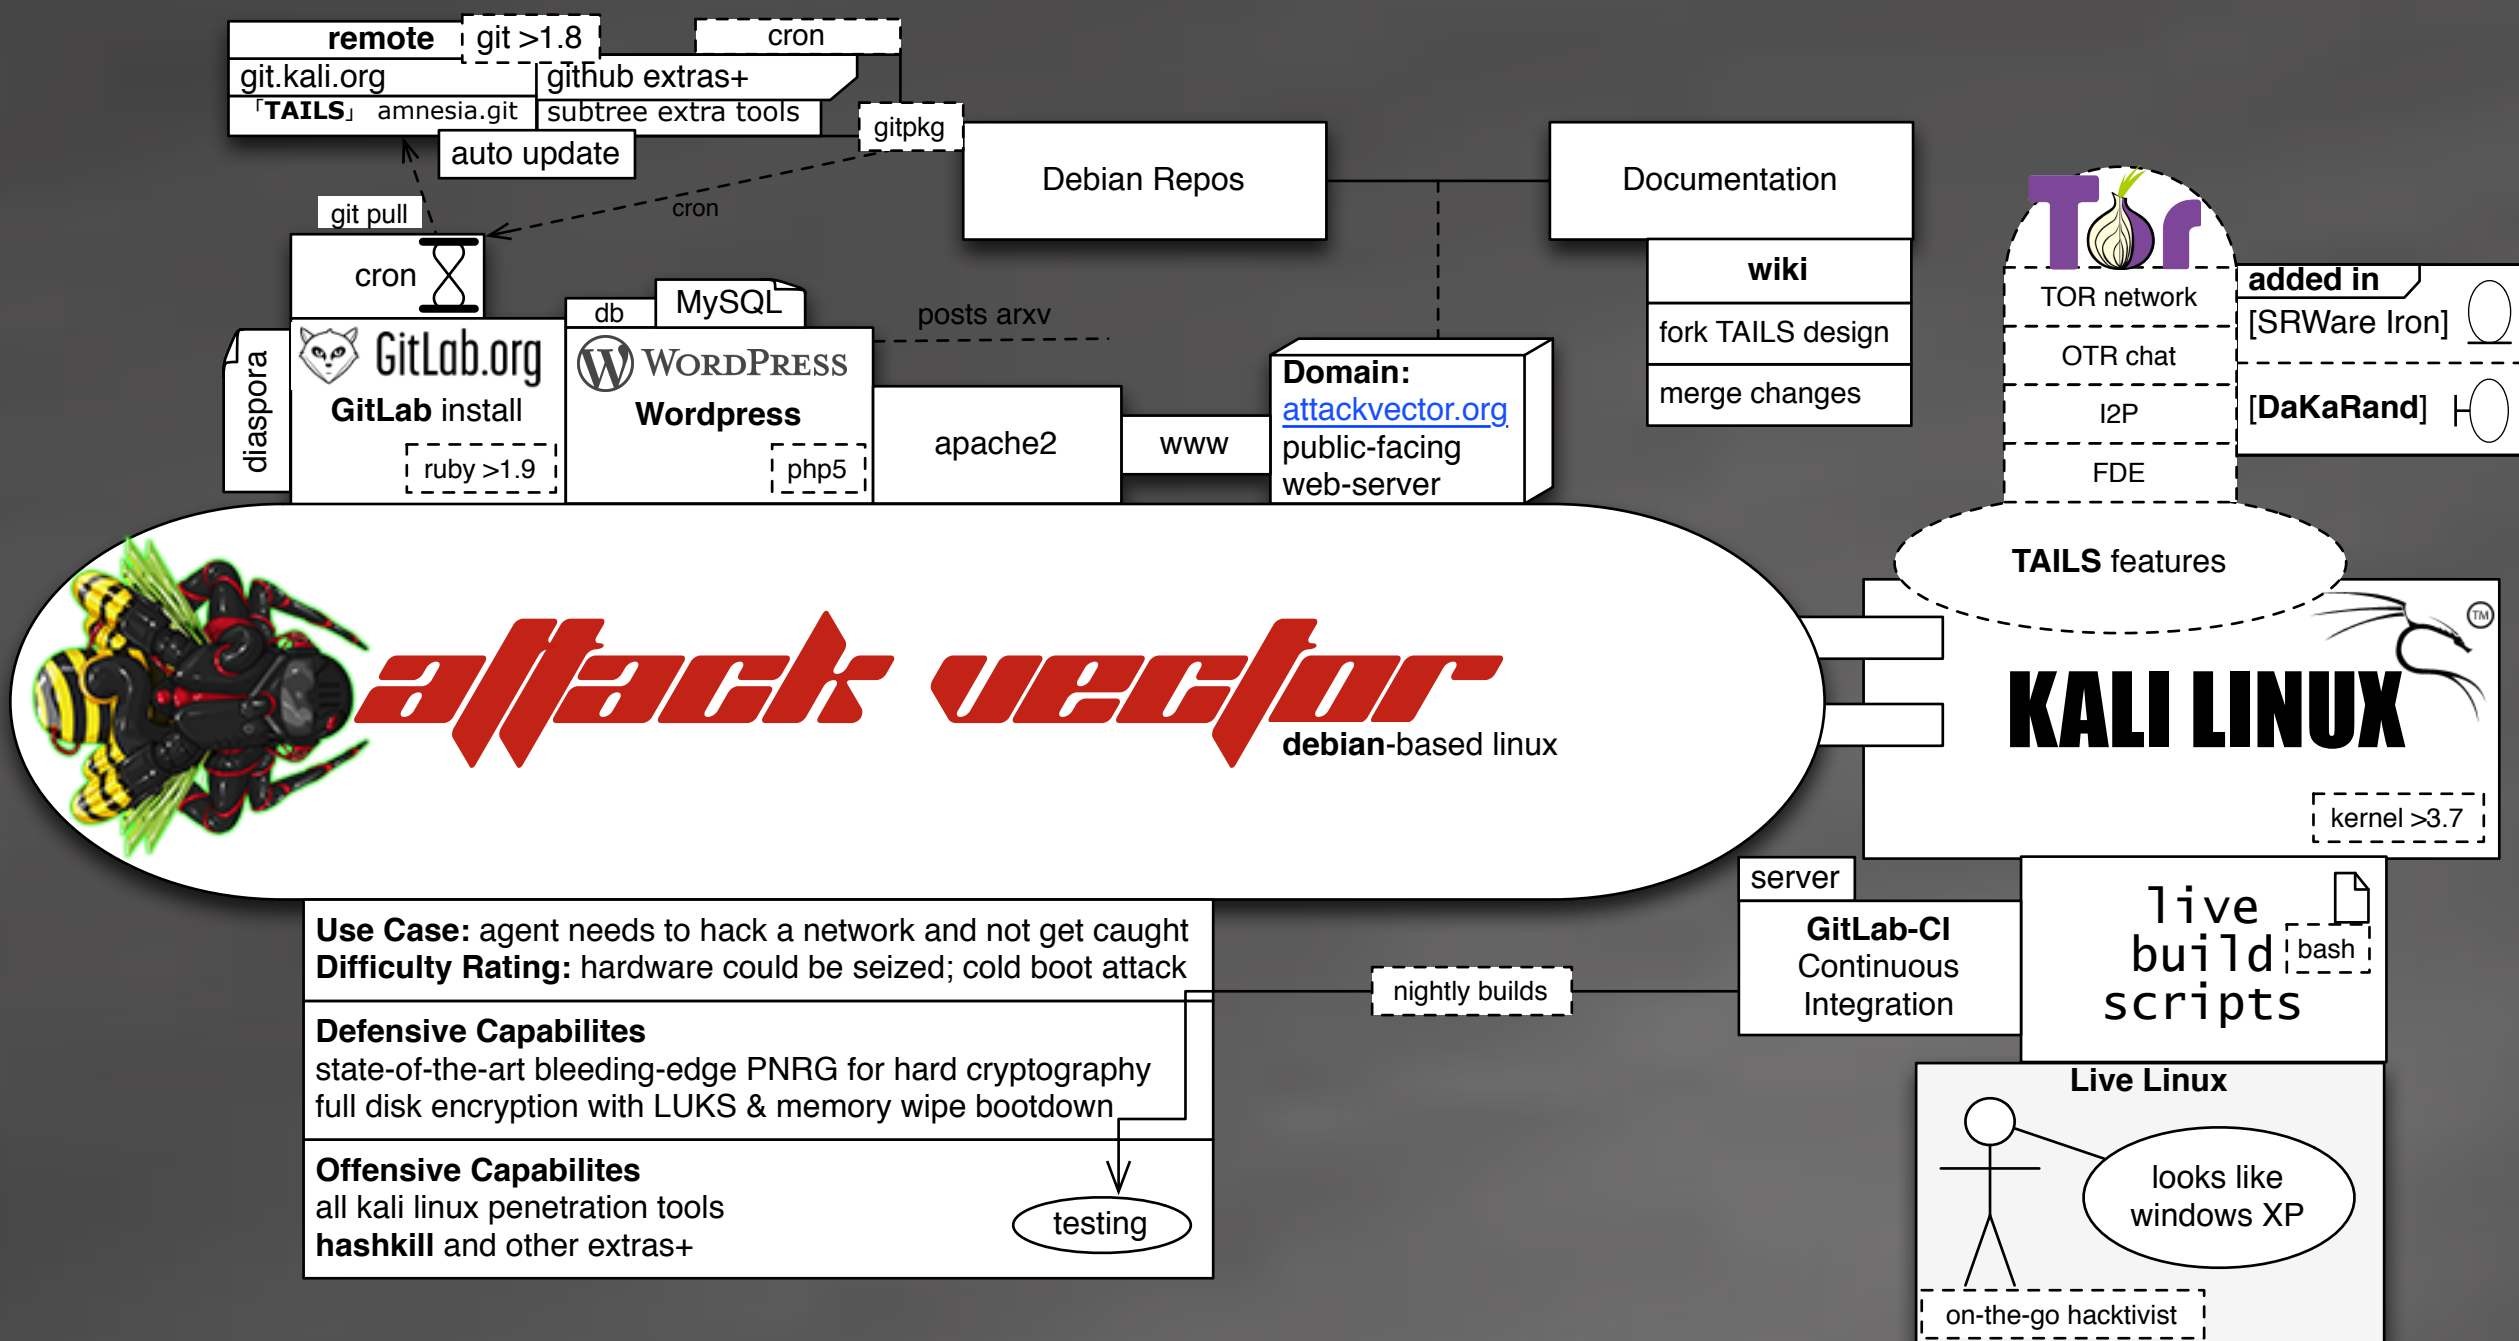 remote
git >1.8
cron
git.kali.org
github extras+
「TAILS」 amnesia.git
subtree extra tools
auto update
gitpkg
git pull
cron
cron
Debian Repos
Documentation
wiki
fork TAILS design
merge changes
diaspora
GitLab.org
GitLab install
ruby >1.9
db
MySQL
WORDPRESS
Wordpress
php5
posts arxv
apache2
www
Domain:
attackvector.org
public-facing
web-server
Tor
TOR network
OTR chat
I2P
FDE
TAILS features
added in
[SRWare Iron]
[DaKaRand]
attack vector
debian-based linux
TM
KALI LINUX
kernel >3.7
server
GitLab-CI
Continuous
Integration
live
build
scripts
bash
nightly builds
Use Case: agent needs to hack a network and not get caught
Difficulty Rating: hardware could be seized; cold boot attack
Defensive Capabilites
state-of-the-art bleeding-edge PNRG for hard cryptography
full disk encryption with LUKS & memory wipe bootdown
Offensive Capabilites
all kali linux penetration tools
hashkill and other extras+
testing
Live Linux
looks like
windows XP
on-the-go hacktivist